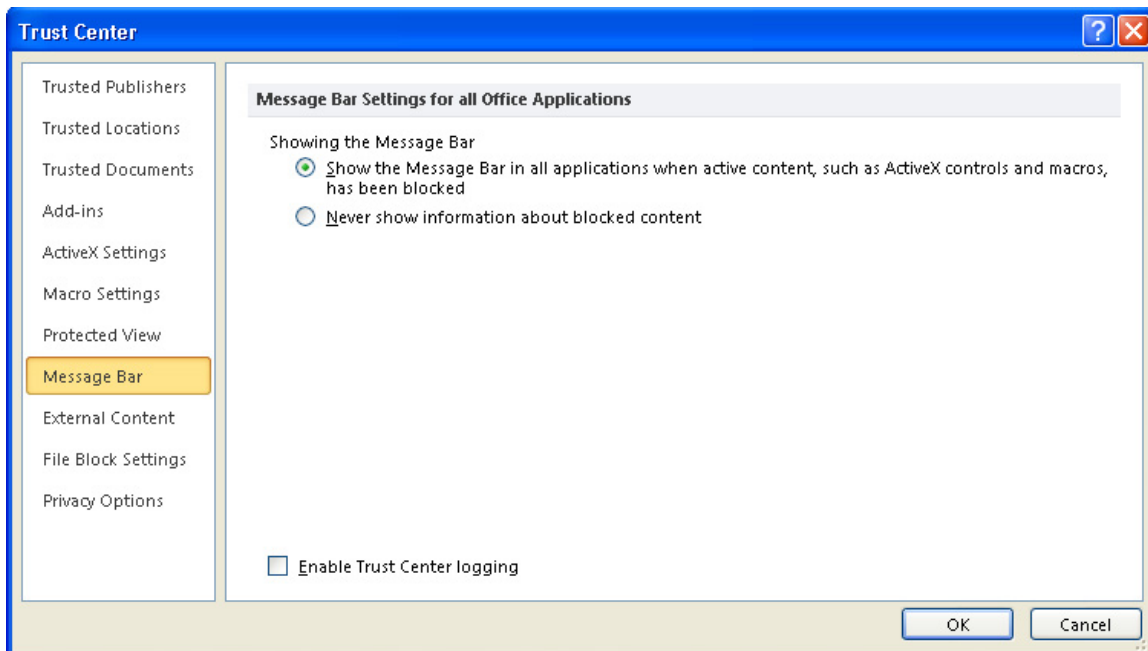 Trust Center
Trusted Publishers
Trusted Locations
Trusted Documents
Add-ins
ActiveX Settings
Macro Settings
Protected View
Message Bar
External Content
File Block Settings
Privacy Options
Message Bar Settings for all Office Applications
Showing the Message Bar
Show the Message Bar in all applications when active content, such as ActiveX controls and macros,
has been blocked
Never show information about blocked content
Enable Trust Center logging
OK
Cancel